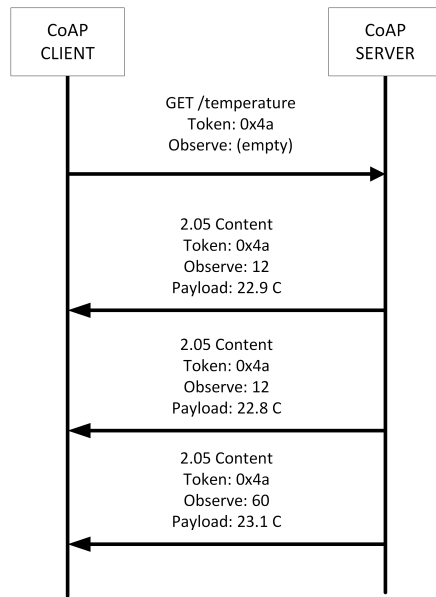 CoAP
CLIENT
CoAP
SERVER
GET /temperature
Token: 0x4a
Observe: (empty)
2.05 Content
Token: 0x4a
Observe: 12
Payload: 22.9 C
2.05 Content
Token: 0x4a
Observe: 12
Payload: 22.8 C
2.05 Content
Token: 0x4a
Observe: 60
Payload: 23.1 C